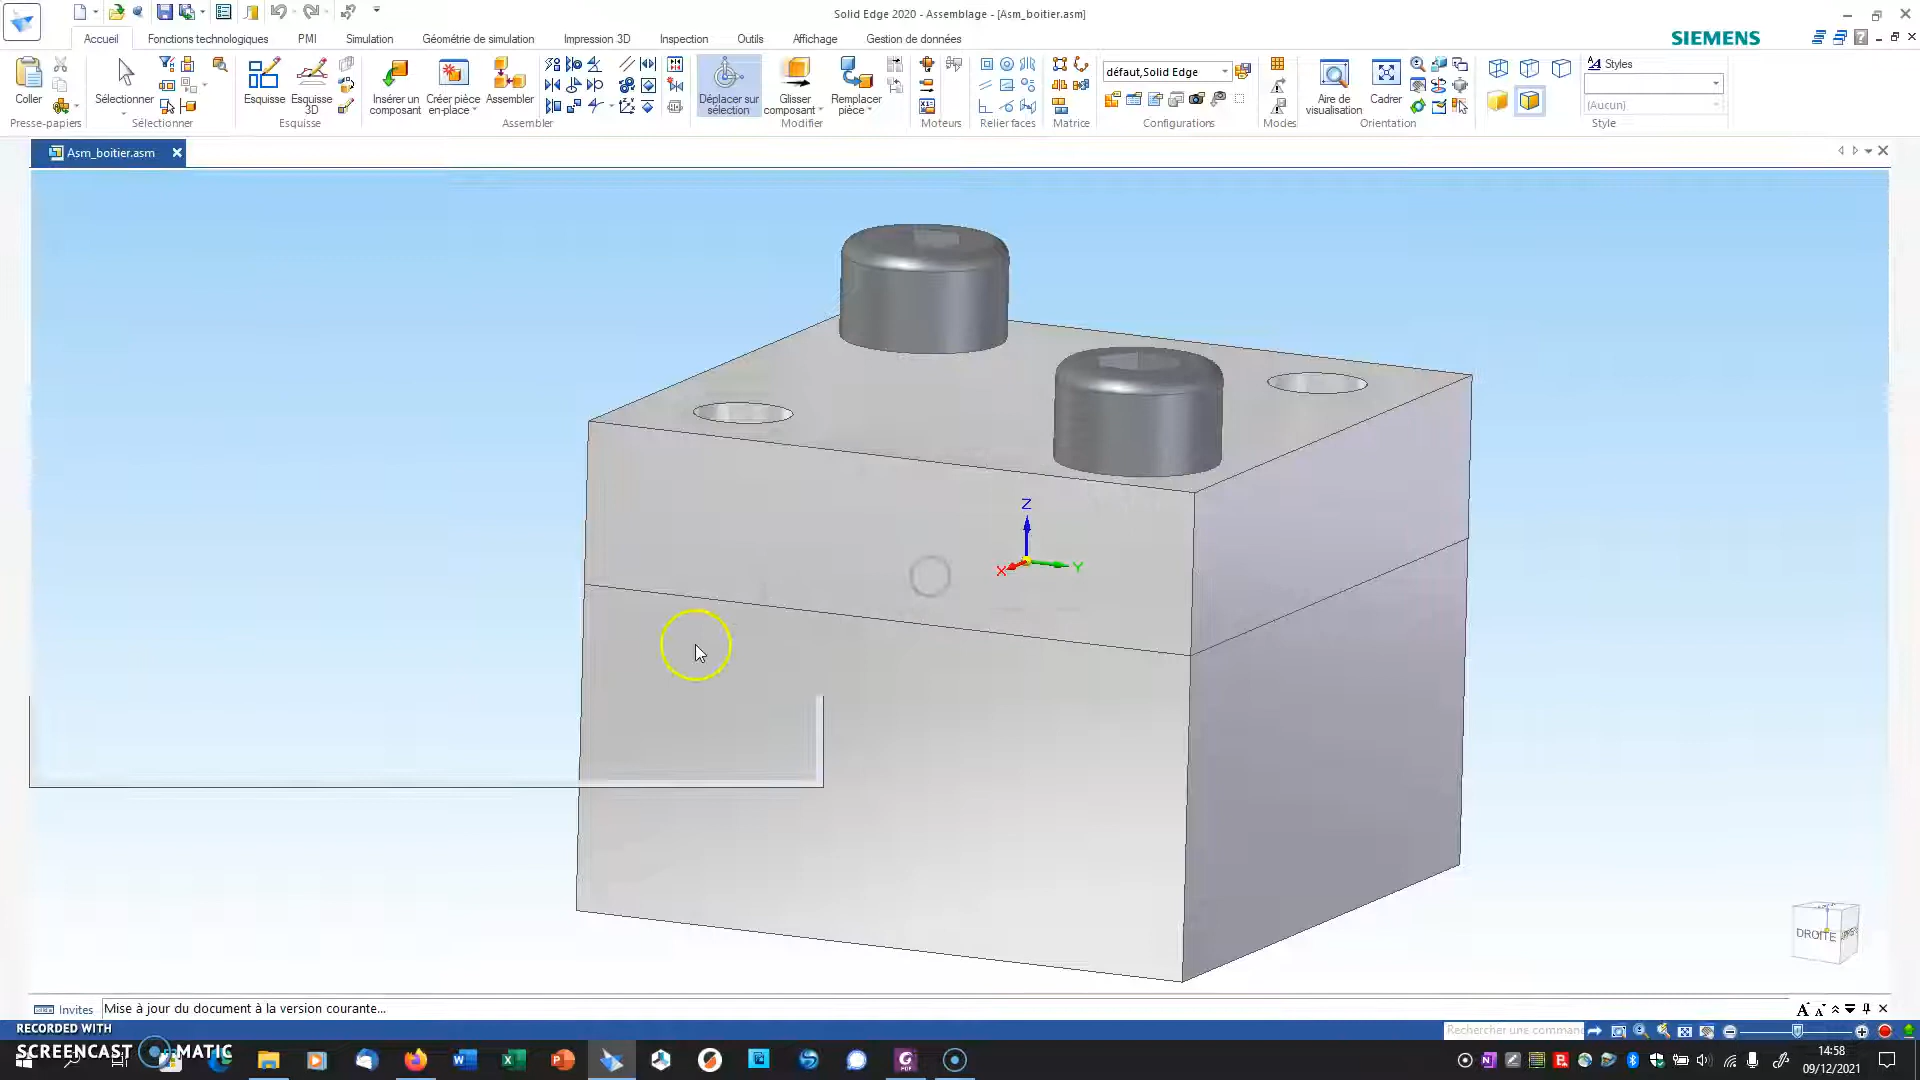 Solid Edge 2020 - Assemblage - [Asm_boitier.asm]
Accueil
Fonctions technologiques
PMI
Simulation
Géométrie de simulation
Impression 3D
Inspection
Outils
Affichage
Gestion de données
SIEMENS
Coller
Sélectionner
Esquisse
Esquisse 3D
Insérer un composant
Créer pièce en-place
Assembler
Déplacer sur sélection
Glisser composant
Remplacer pièce
défaut,Solid Edge
Aire de visualisation
Cadrer
Styles
(Aucun)
Presse-papiers
Sélectionner
Esquisse
Assembler
Modifier
Moteurs
Relier faces
Matrice
Configurations
Modes
Orientation
Style
Asm_boitier.asm
Z
X
Y
DROITE
Invites
Mise à jour du document à la version courante...
RECORDED WITH
SCREENCAST MATIC
Rechercher une command
14:58
09/12/2021